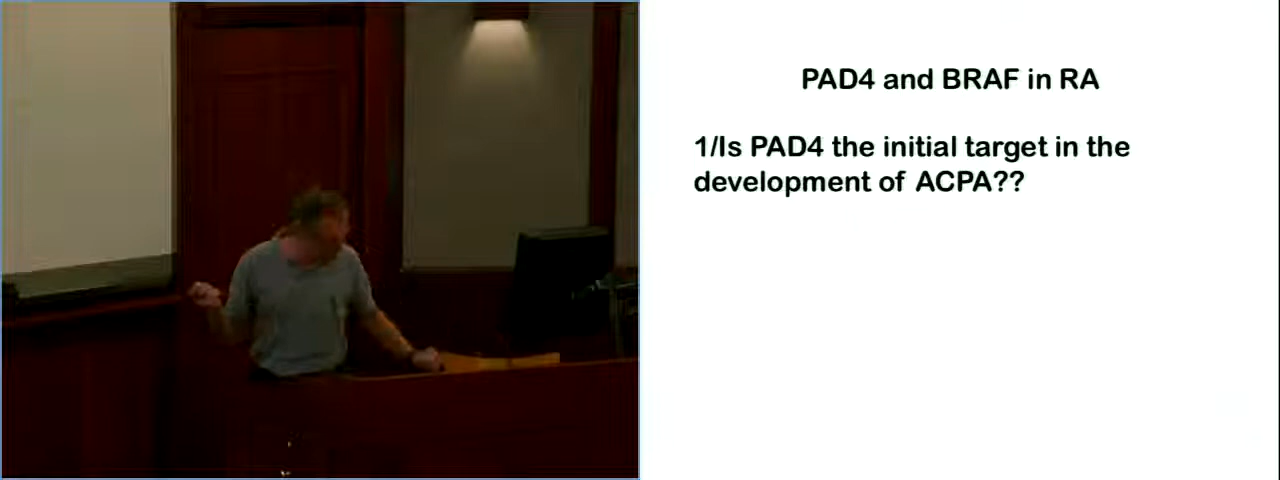 PAD4 and BRAF in RA
1/Is PAD4 the initial target in the
development of ACPA??